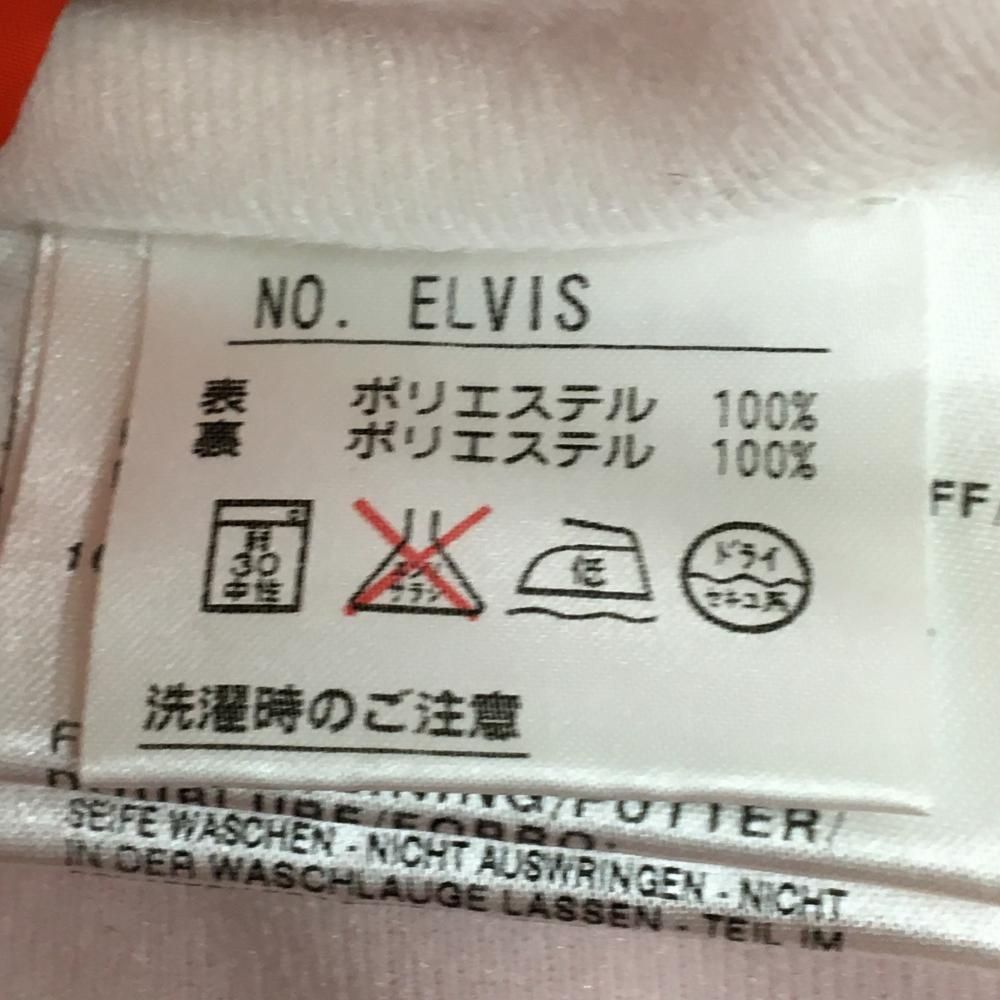 NO. ELVIS
表 ポリエステル 100%
裏 ポリエステル 100%
30
中性
低
ドライ
セキユ系
洗濯時のご注意
FF
SEIFE WASCHEN - NICHT AUSWRINGEN - NICHT
IN DER WASCHLAUGE LASSEN - TEIL IM